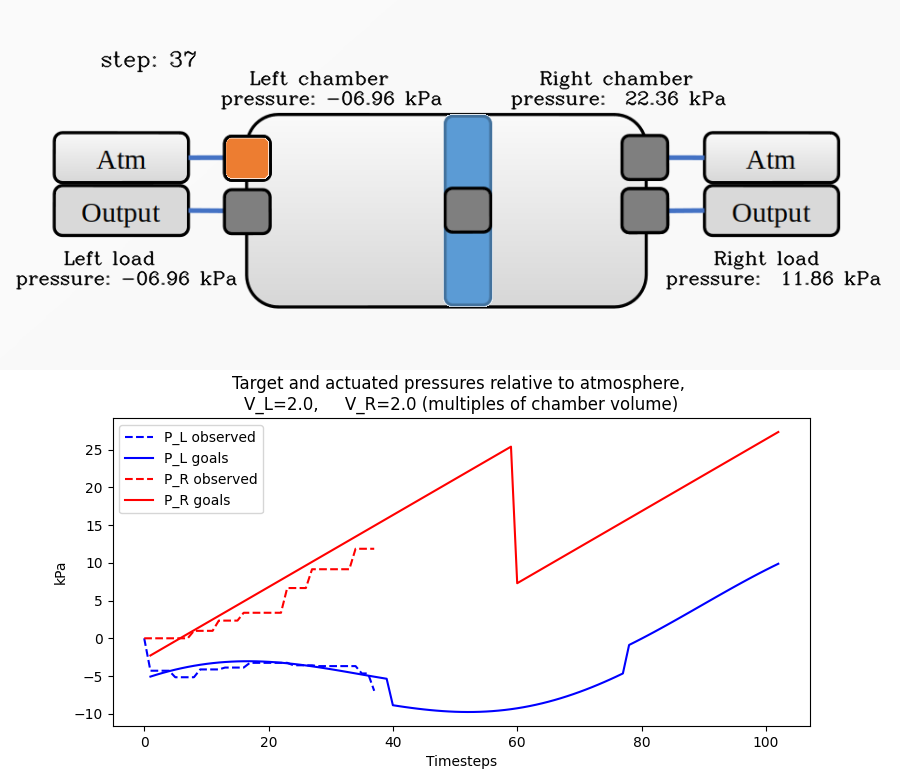 step: 37
Left chamber
pressure: −06.96 kPa
Right chamber
pressure: 22.36 kPa
Atm
Output
Atm
Output
Left load
pressure: −06.96 kPa
Right load
pressure: 11.86 kPa
Target and actuated pressures relative to atmosphere,
V_L=2.0, V_R=2.0 (multiples of chamber volume)
P_L observed
P_L goals
P_R observed
P_R goals
kPa
25
20
15
10
5
0
−5
−10
0 20 40 60 80 100
Timesteps